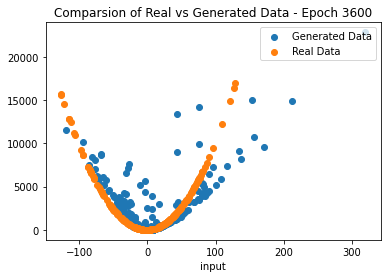 Comparsion of Real vs Generated Data - Epoch 3600
Generated Data
Real Data
20000
15000
10000
5000
0
−100
0
100
200
300
input